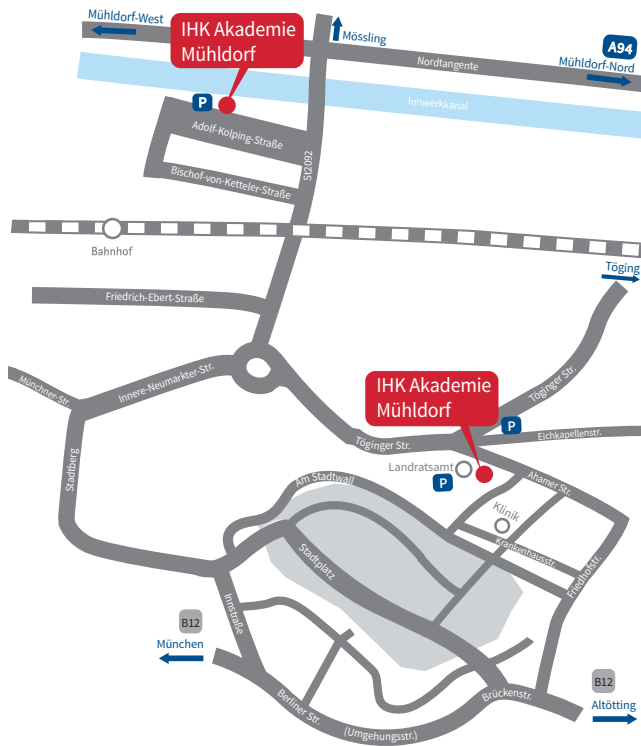 Mühldorf-West
IHK Akademie
Mühldorf
Mössling
A94
Mühldorf-Nord
Nordtangente
Innwerkkanal
P
Adolf-Kolping-Straße
St2092
Bischof-von-Ketteler-Straße
Bahnhof
Töging
Friedrich-Ebert-Straße
Münchner-Str.
Innere-Neumarkter-Str.
IHK Akademie
Mühldorf
Töginger Str.
P
Eichkapellenstr.
Töginger Str.
Landratsamt
P
Ahamer Str.
Stadtberg
Am Stadtwall
Klinik
Krankenhausstr.
Stadtplatz
Friedhofstr.
Innstraße
B12
München
Berliner Str.
(Umgehungsstr.)
Brückenstr.
B12
Altötting